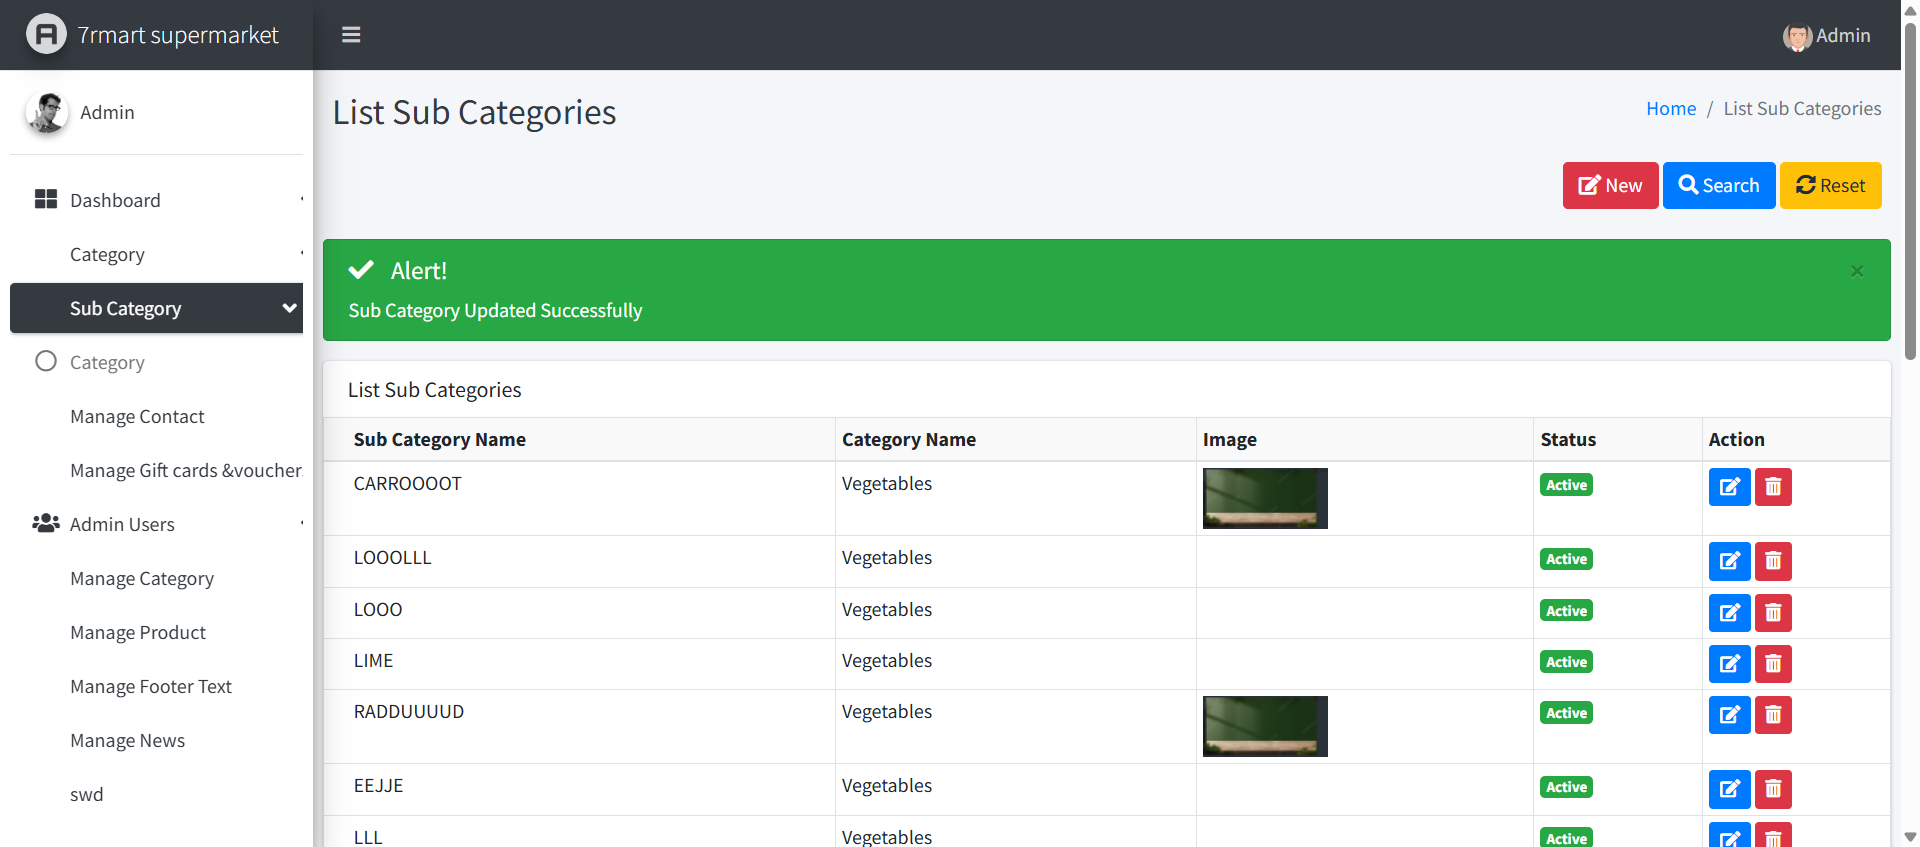 7rmart supermarket
Admin
Admin
Dashboard
Category
Sub Category
Category
Manage Contact
Manage Gift cards &voucher
Admin Users
Manage Category
Manage Product
Manage Footer Text
Manage News
swd
List Sub Categories
Home / List Sub Categories
New Search Reset
Alert!
×
Sub Category Updated Successfully
List Sub Categories
Sub Category Name Category Name Image Status Action
CARROOOOT Vegetables Active
LOOOLLL Vegetables Active
LOOO Vegetables Active
LIME Vegetables Active
RADDUUUUD Vegetables Active
EEJJE Vegetables Active
LLL Vegetables Active